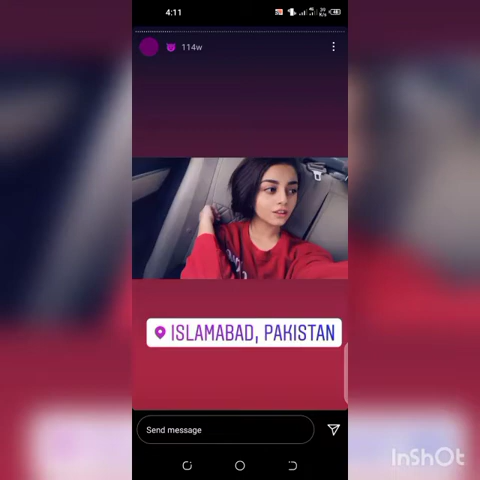 4:11
114w
ISLAMABAD, PAKISTAN
Send message
InShOt